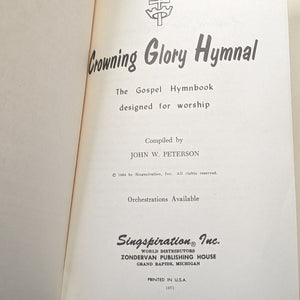 Crowning Glory Hymnal
The Gospel Hymnbook
designed for worship
Compiled by
JOHN W. PETERSON
© 1964 by Singspiration, Inc. All rights reserved.
Orchestrations Available
Singspiration, Inc.
WORLD DISTRIBUTORS
ZONDERVAN PUBLISHING HOUSE
GRAND RAPIDS, MICHIGAN
PRINTED IN U.S.A.
1971